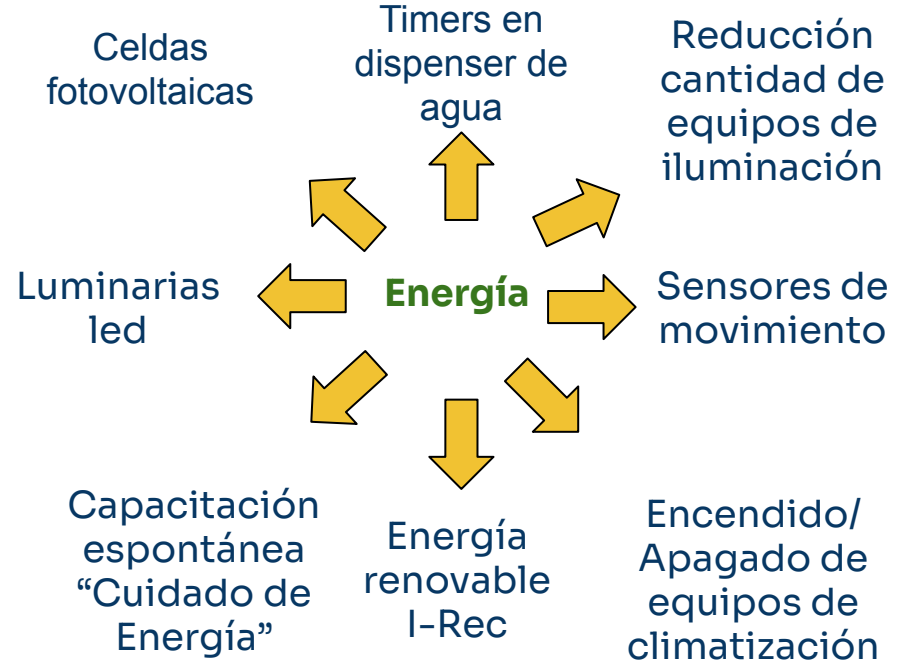 Celdas
fotovoltaicas
Timers en
dispenser de
agua
Reducción
cantidad de
equipos de
iluminación
Luminarias
led
Energía
Sensores de
movimiento
Capacitación
espontánea
“Cuidado de
Energía”
Energía
renovable
I-Rec
Encendido/
Apagado de
equipos de
climatización